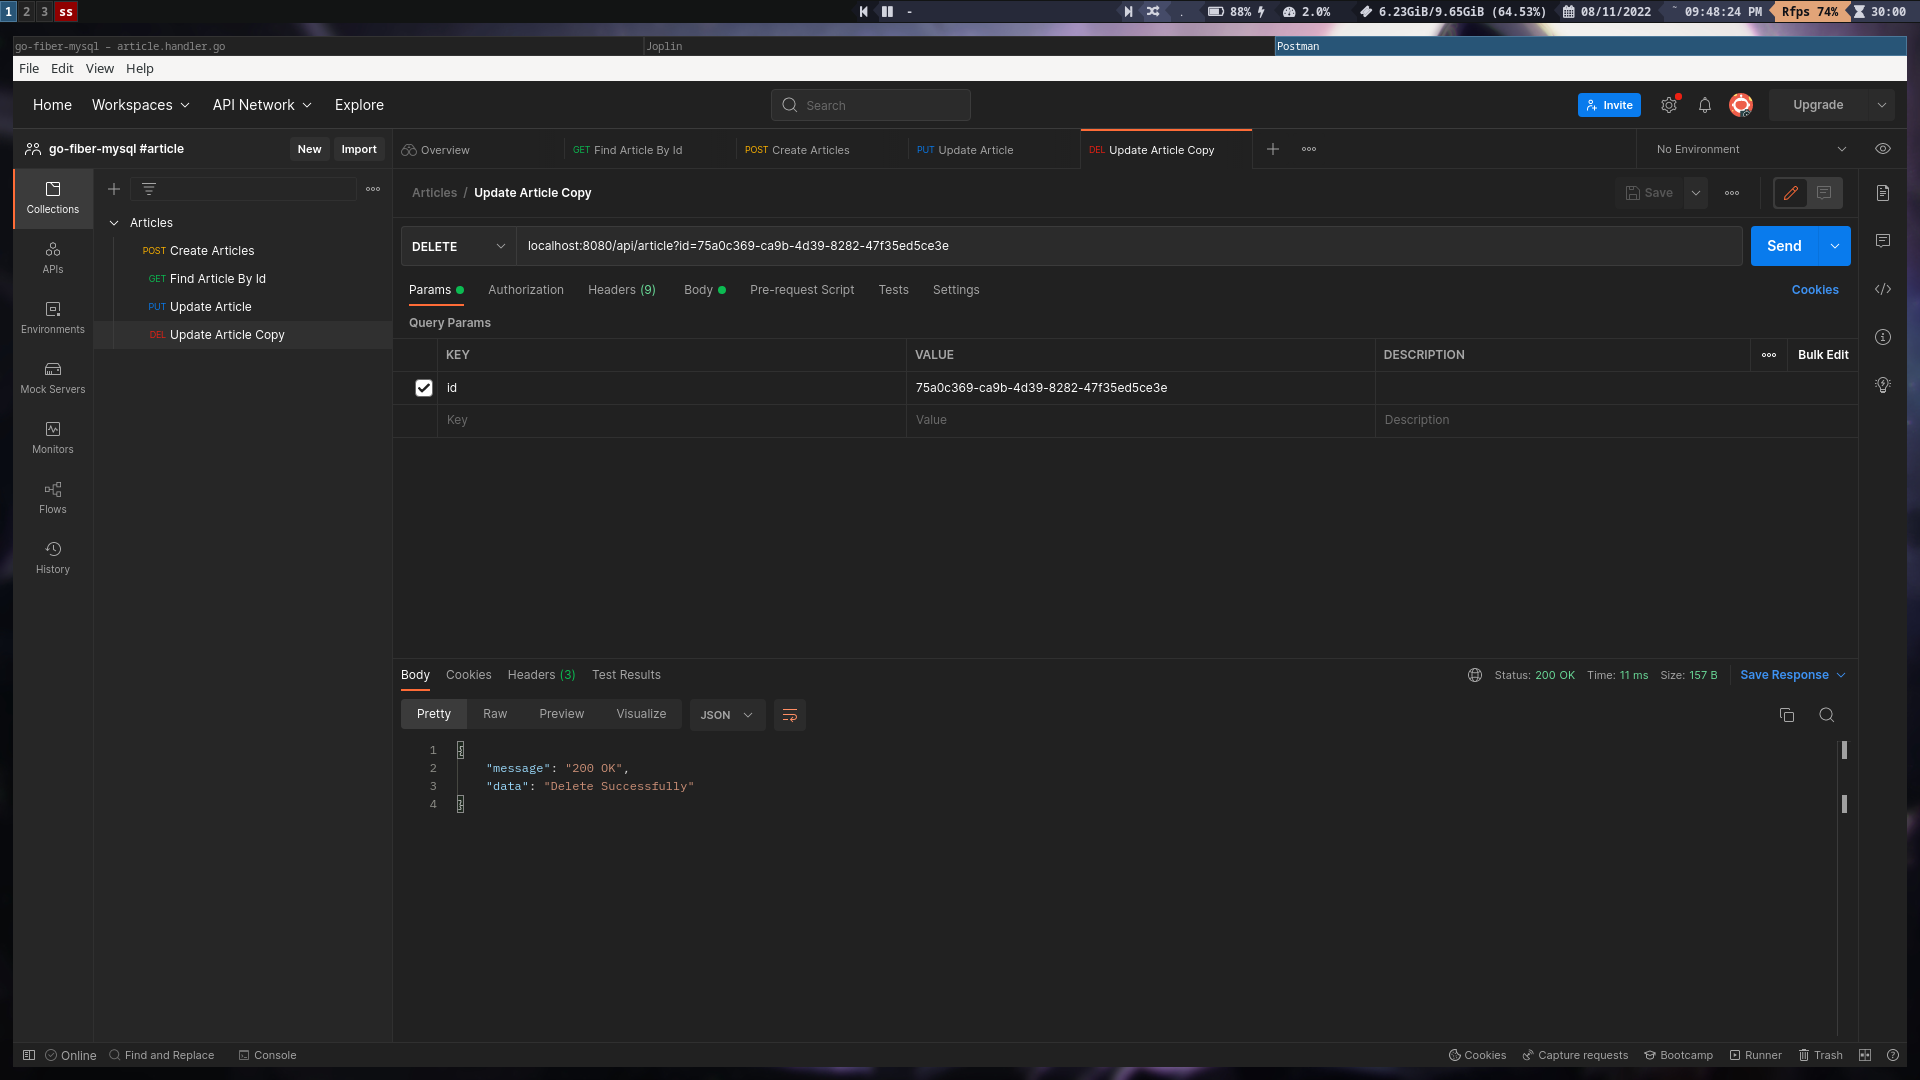 1 2 3 ss - . 88% 2.0% 6.23GiB/9.65GiB (64.53%) 08/11/2022 ~ 09:48:24 PM Rfps 74% 30:00
go-fiber-mysql – article.handler.go Joplin Postman
File Edit View Help
Home Workspaces API Network Explore Search Invite Upgrade
go-fiber-mysql #article New Import Overview GET Find Article By Id POST Create Articles PUT Update Article DEL Update Article Copy No Environment
Articles / Update Article Copy Save
Collections
Articles
POST Create Articles
GET Find Article By Id
PUT Update Article
DEL Update Article Copy
APIs
Environments
Mock Servers
Monitors
Flows
History
DELETE localhost:8080/api/article?id=75a0c369-ca9b-4d39-8282-47f35ed5ce3e Send
Params Authorization Headers (9) Body Pre-request Script Tests Settings Cookies
Query Params
KEY VALUE DESCRIPTION Bulk Edit
id 75a0c369-ca9b-4d39-8282-47f35ed5ce3e
Key Value Description
Body Cookies Headers (3) Test Results Status: 200 OK Time: 11 ms Size: 157 B Save Response
Pretty Raw Preview Visualize JSON
1 {
2 "message": "200 OK",
3 "data": "Delete Successfully"
4 }
Online Find and Replace Console Cookies Capture requests Bootcamp Runner Trash